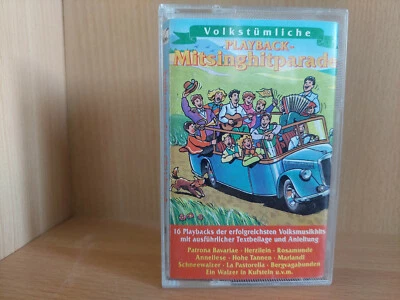 Volkstümliche
-PLAYBACK-
Mitsinghitparade
16 Playbacks der erfolgreichsten Volksmusikhits
mit ausführlicher Textbeilage und Anleitung
Patrona Bavariae · Herzilein · Rosamunde
Anneliese · Hohe Tannen · Mariandl
Schneewalzer · La Pastorella · Bergvagabunden
Ein Walzer in Kufstein u.v.m.